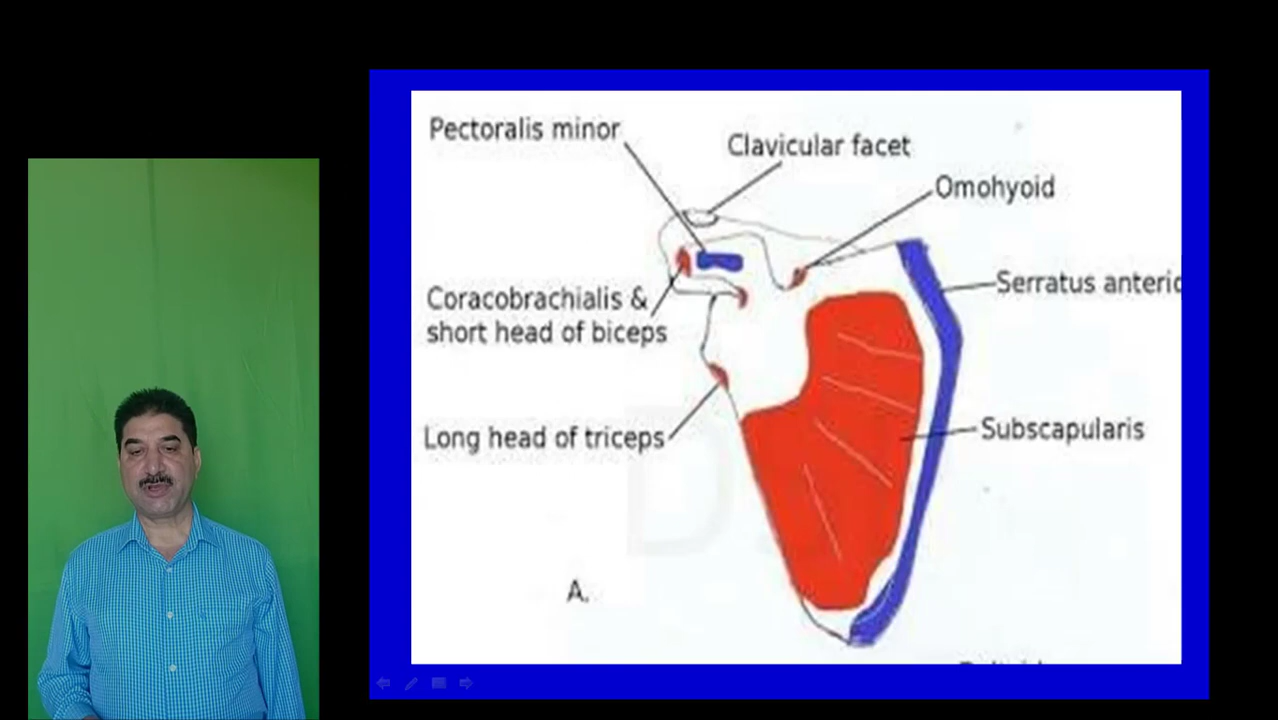 Pectoralis minor
Clavicular facet
Omohyoid
Serratus anteric
Coracobrachialis &
short head of biceps
Long head of triceps
Subscapularis
A.